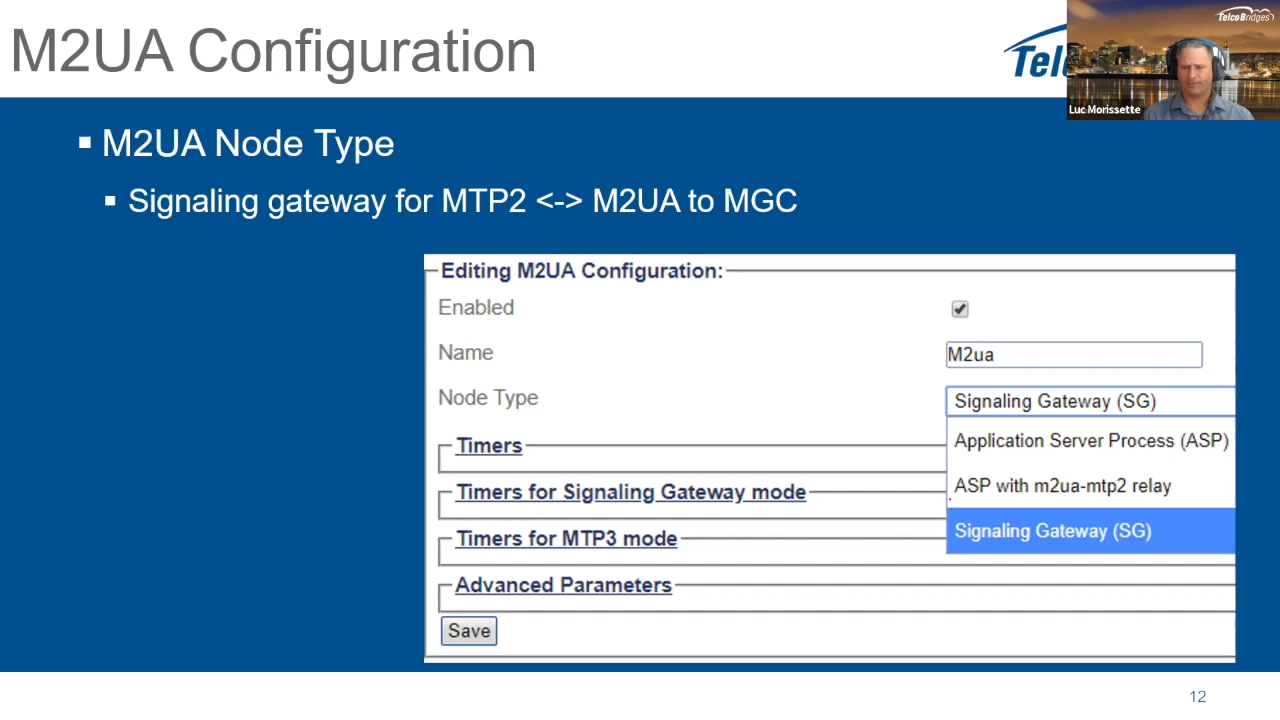 M2UA Configuration
Tel
TelcoBridges
Luc Morissette
M2UA Node Type
Signaling gateway for MTP2 <-> M2UA to MGC
Editing M2UA Configuration:
Enabled
Name
M2ua
Node Type
Signaling Gateway (SG)
Application Server Process (ASP)
ASP with m2ua-mtp2 relay
Signaling Gateway (SG)
Timers
Timers for Signaling Gateway mode
Timers for MTP3 mode
Advanced Parameters
Save
12